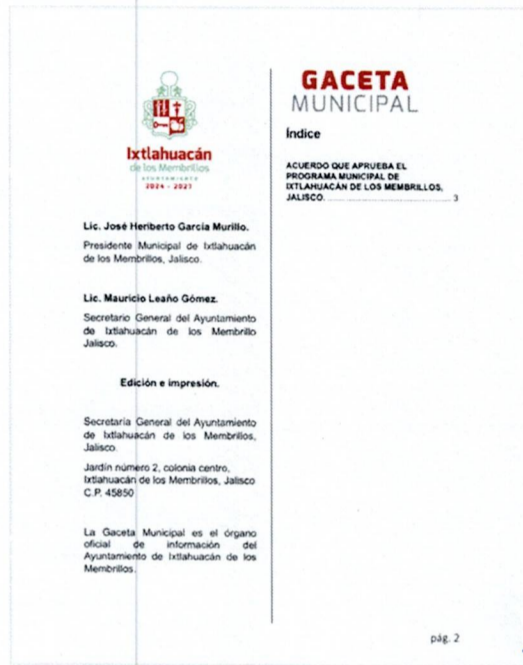 Ixtlahuacán
de los Membrillos
AYUNTAMIENTO
2024 - 2027
Lic. José Heriberto García Murillo.
Presidente Municipal de Ixtlahuacán
de los Membrillos, Jalisco.
Lic. Mauricio Leaño Gómez.
Secretario General del Ayuntamiento
de Ixtlahuacán de los Membrillo
Jalisco.
Edición e impresión.
Secretaria General del Ayuntamiento
de Ixtlahuacán de los Membrillos,
Jalisco.
Jardín número 2, colonia centro,
Ixtlahuacán de los Membrillos, Jalisco
C.P. 45850
La Gaceta Municipal es el órgano
oficial de información del
Ayuntamiento de Ixtlahuacán de los
Membrillos.
GACETA
MUNICIPAL
Índice
ACUERDO QUE APRUEBA EL
PROGRAMA MUNICIPAL DE
IXTLAHUACÁN DE LOS MEMBRILLOS,
JALISCO. 3
pág. 2